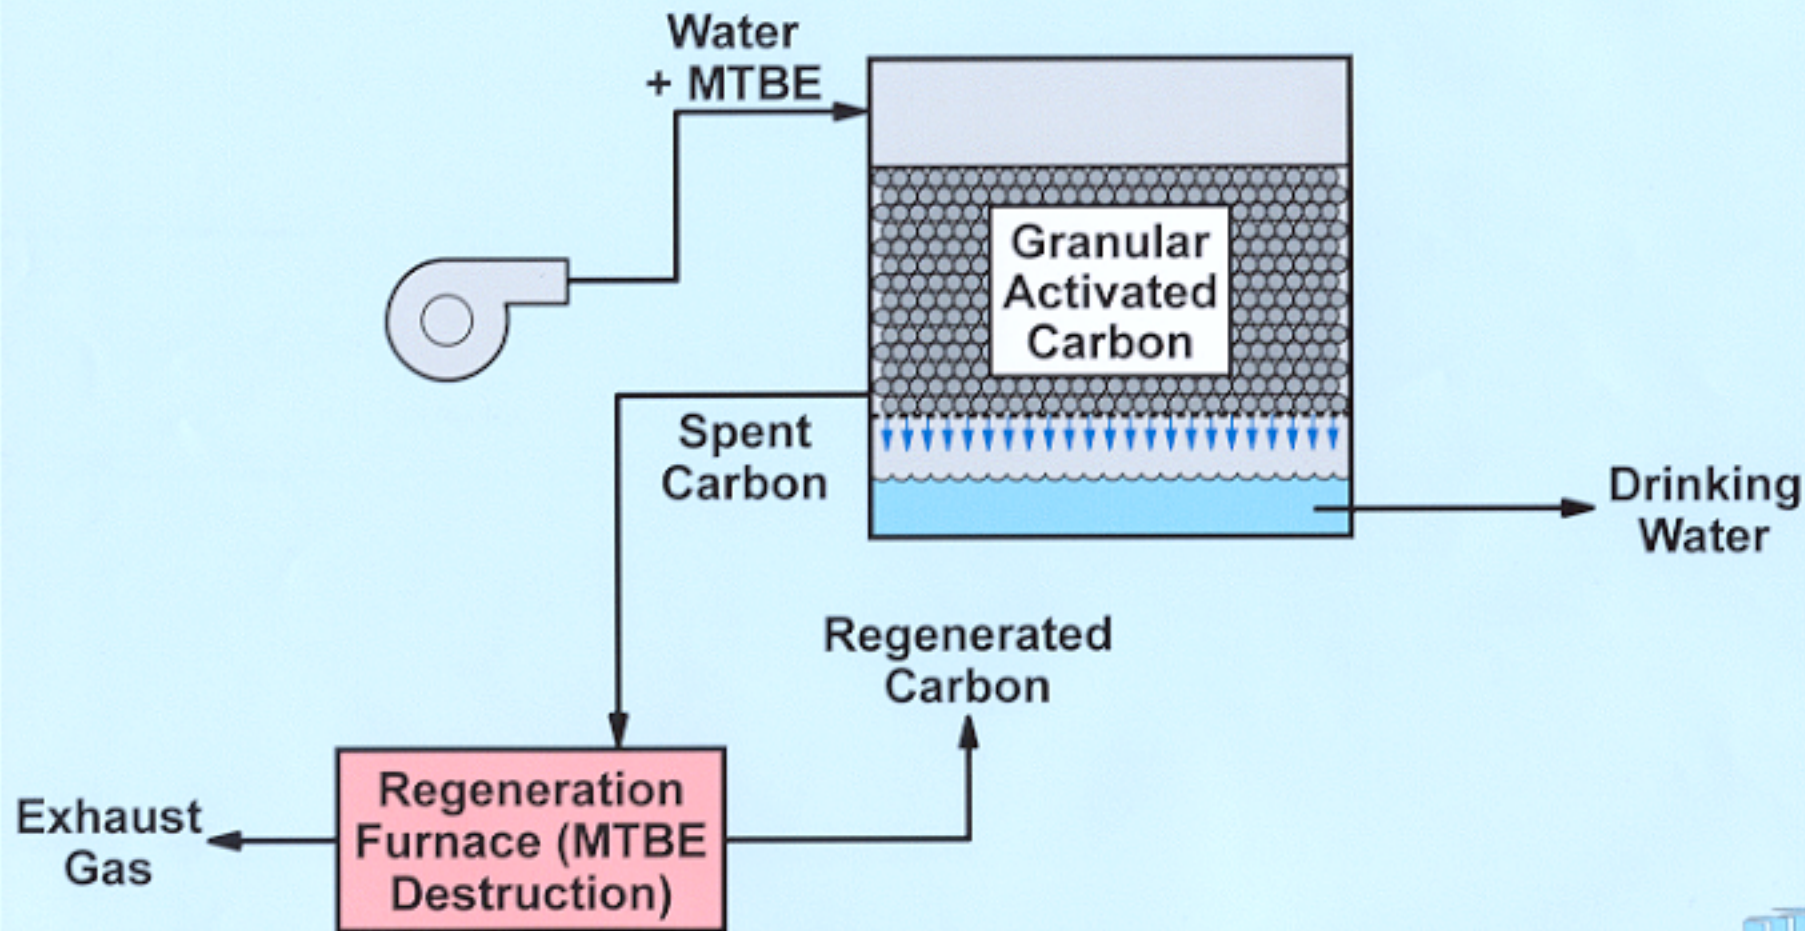 Water
+ MTBE
Granular
Activated
Carbon
Spent
Carbon
Drinking
Water
Regenerated
Carbon
Regeneration
Furnace (MTBE
Destruction)
Exhaust
Gas